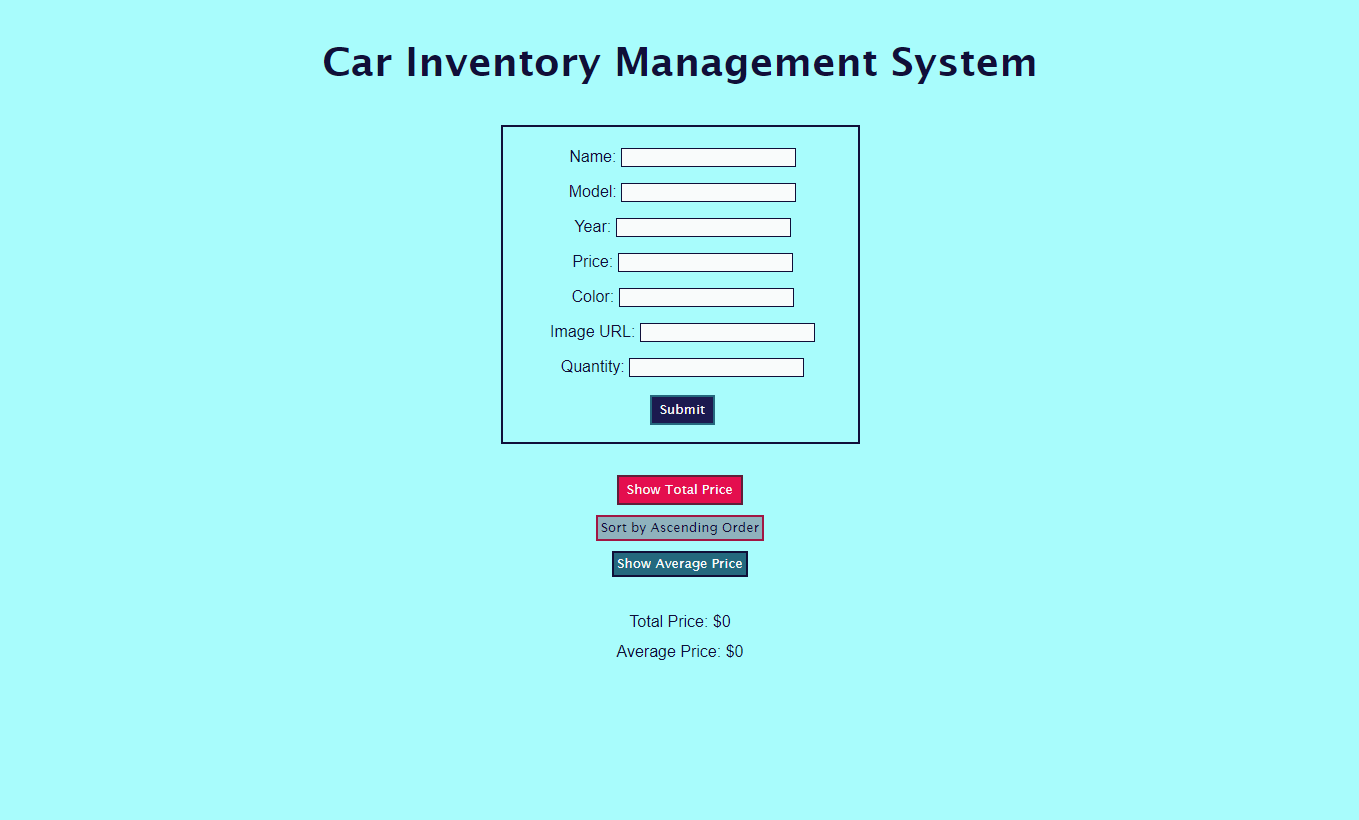 Car Inventory Management System
Name:
Model:
Year:
Price:
Color:
Image URL:
Quantity:
Submit
Show Total Price
Sort by Ascending Order
Show Average Price
Total Price: $0
Average Price: $0